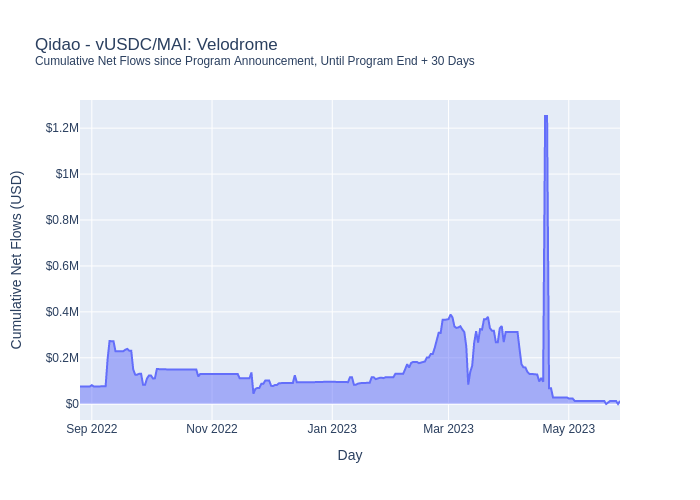 Qidao - vUSDC/MAI: Velodrome
Cumulative Net Flows since Program Announcement, Until Program End + 30 Days
Cumulative Net Flows (USD)
$1.2M
$1M
$0.8M
$0.6M
$0.4M
$0.2M
$0
Sep 2022
Nov 2022
Jan 2023
Mar 2023
May 2023
Day